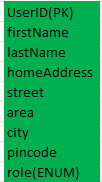 UserID(PK)
firstName
lastName
homeAddress
street
area
city
pincode
role(ENUM)